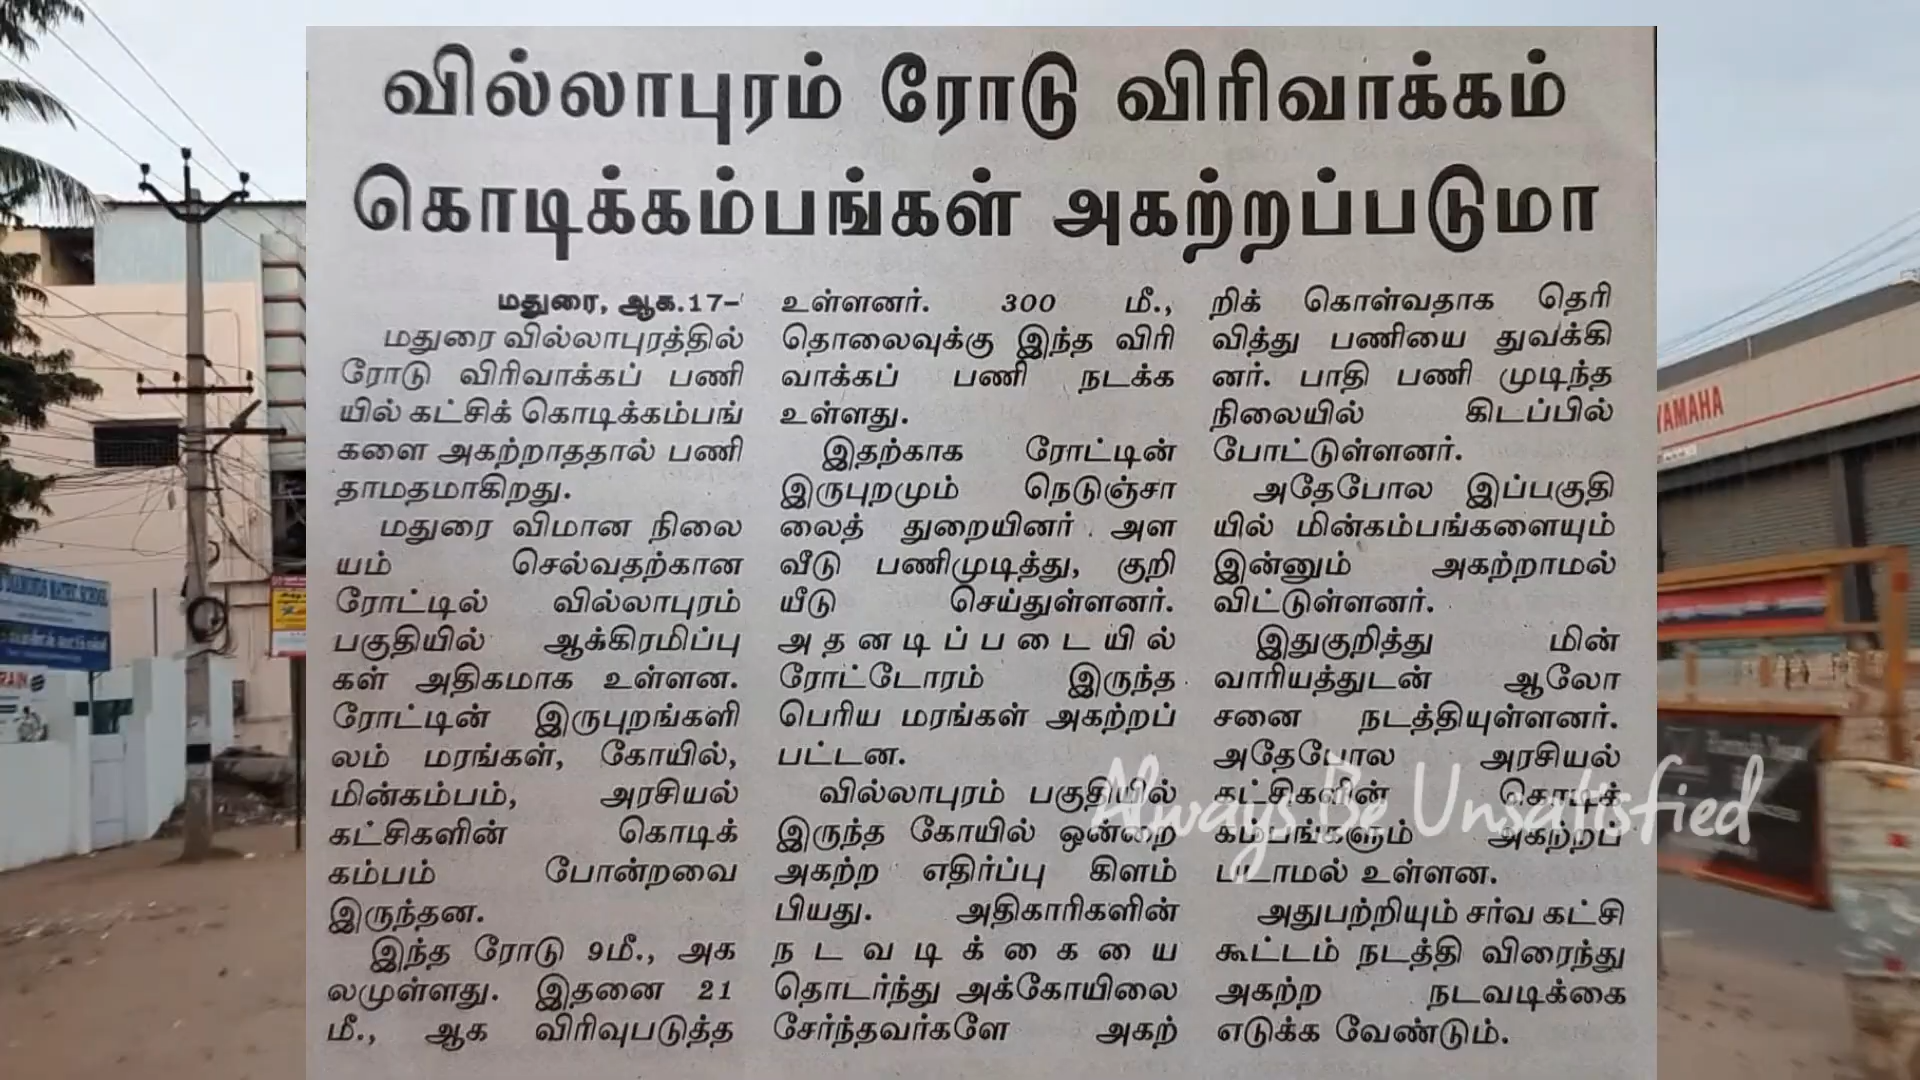 வில்லாபுரம் ரோடு விரிவாக்கம்
கொடிக்கம்பங்கள் அகற்றப்படுமா
மதுரை, ஆக.17–
மதுரை வில்லாபுரத்தில்
ரோடு விரிவாக்கப் பணி
யில் கட்சிக் கொடிக்கம்பங்
களை அகற்றாததால் பணி
தாமதமாகிறது.
மதுரை விமான நிலை
யம் செல்வதற்கான
ரோட்டில் வில்லாபுரம்
பகுதியில் ஆக்கிரமிப்பு
கள் அதிகமாக உள்ளன.
ரோட்டின் இருபுறங்களி
லம் மரங்கள், கோயில்,
மின்கம்பம், அரசியல்
கட்சிகளின் கொடிக்
கம்பம் போன்றவை
இருந்தன.
இந்த ரோடு 9மீ., அக
லமுள்ளது. இதனை 21
மீ., ஆக விரிவுபடுத்த
உள்ளனர். 300 மீ.,
தொலைவுக்கு இந்த விரி
வாக்கப் பணி நடக்க
உள்ளது.
இதற்காக ரோட்டின்
இருபுறமும் நெடுஞ்சா
லைத் துறையினர் அள
வீடு பணிமுடித்து, குறி
யீடு செய்துள்ளனர்.
அதனடிப்படையில்
ரோட்டோரம் இருந்த
பெரிய மரங்கள் அகற்றப்
பட்டன.
வில்லாபுரம் பகுதியில்
இருந்த கோயில் ஒன்றை
அகற்ற எதிர்ப்பு கிளம்
பியது. அதிகாரிகளின்
நடவடிக்கையை
தொடர்ந்து அக்கோயிலை
சேர்ந்தவர்களே அகற்
றிக் கொள்வதாக தெரி
வித்து பணியை துவக்கி
னர். பாதி பணி முடிந்த
நிலையில் கிடப்பில்
போட்டுள்ளனர்.
அதேபோல இப்பகுதி
யில் மின்கம்பங்களையும்
இன்னும் அகற்றாமல்
விட்டுள்ளனர்.
இதுகுறித்து மின்
வாரியத்துடன் ஆலோ
சனை நடத்தியுள்ளனர்.
அதேபோல அரசியல்
கட்சிகளின் கொடிக்
கம்பங்களும் அகற்றப்
படாமல் உள்ளன.
அதுபற்றியும் சர்வ கட்சி
கூட்டம் நடத்தி விரைந்து
அகற்ற நடவடிக்கை
எடுக்க வேண்டும்.
Always Be Unsatisfied
YAMAHA